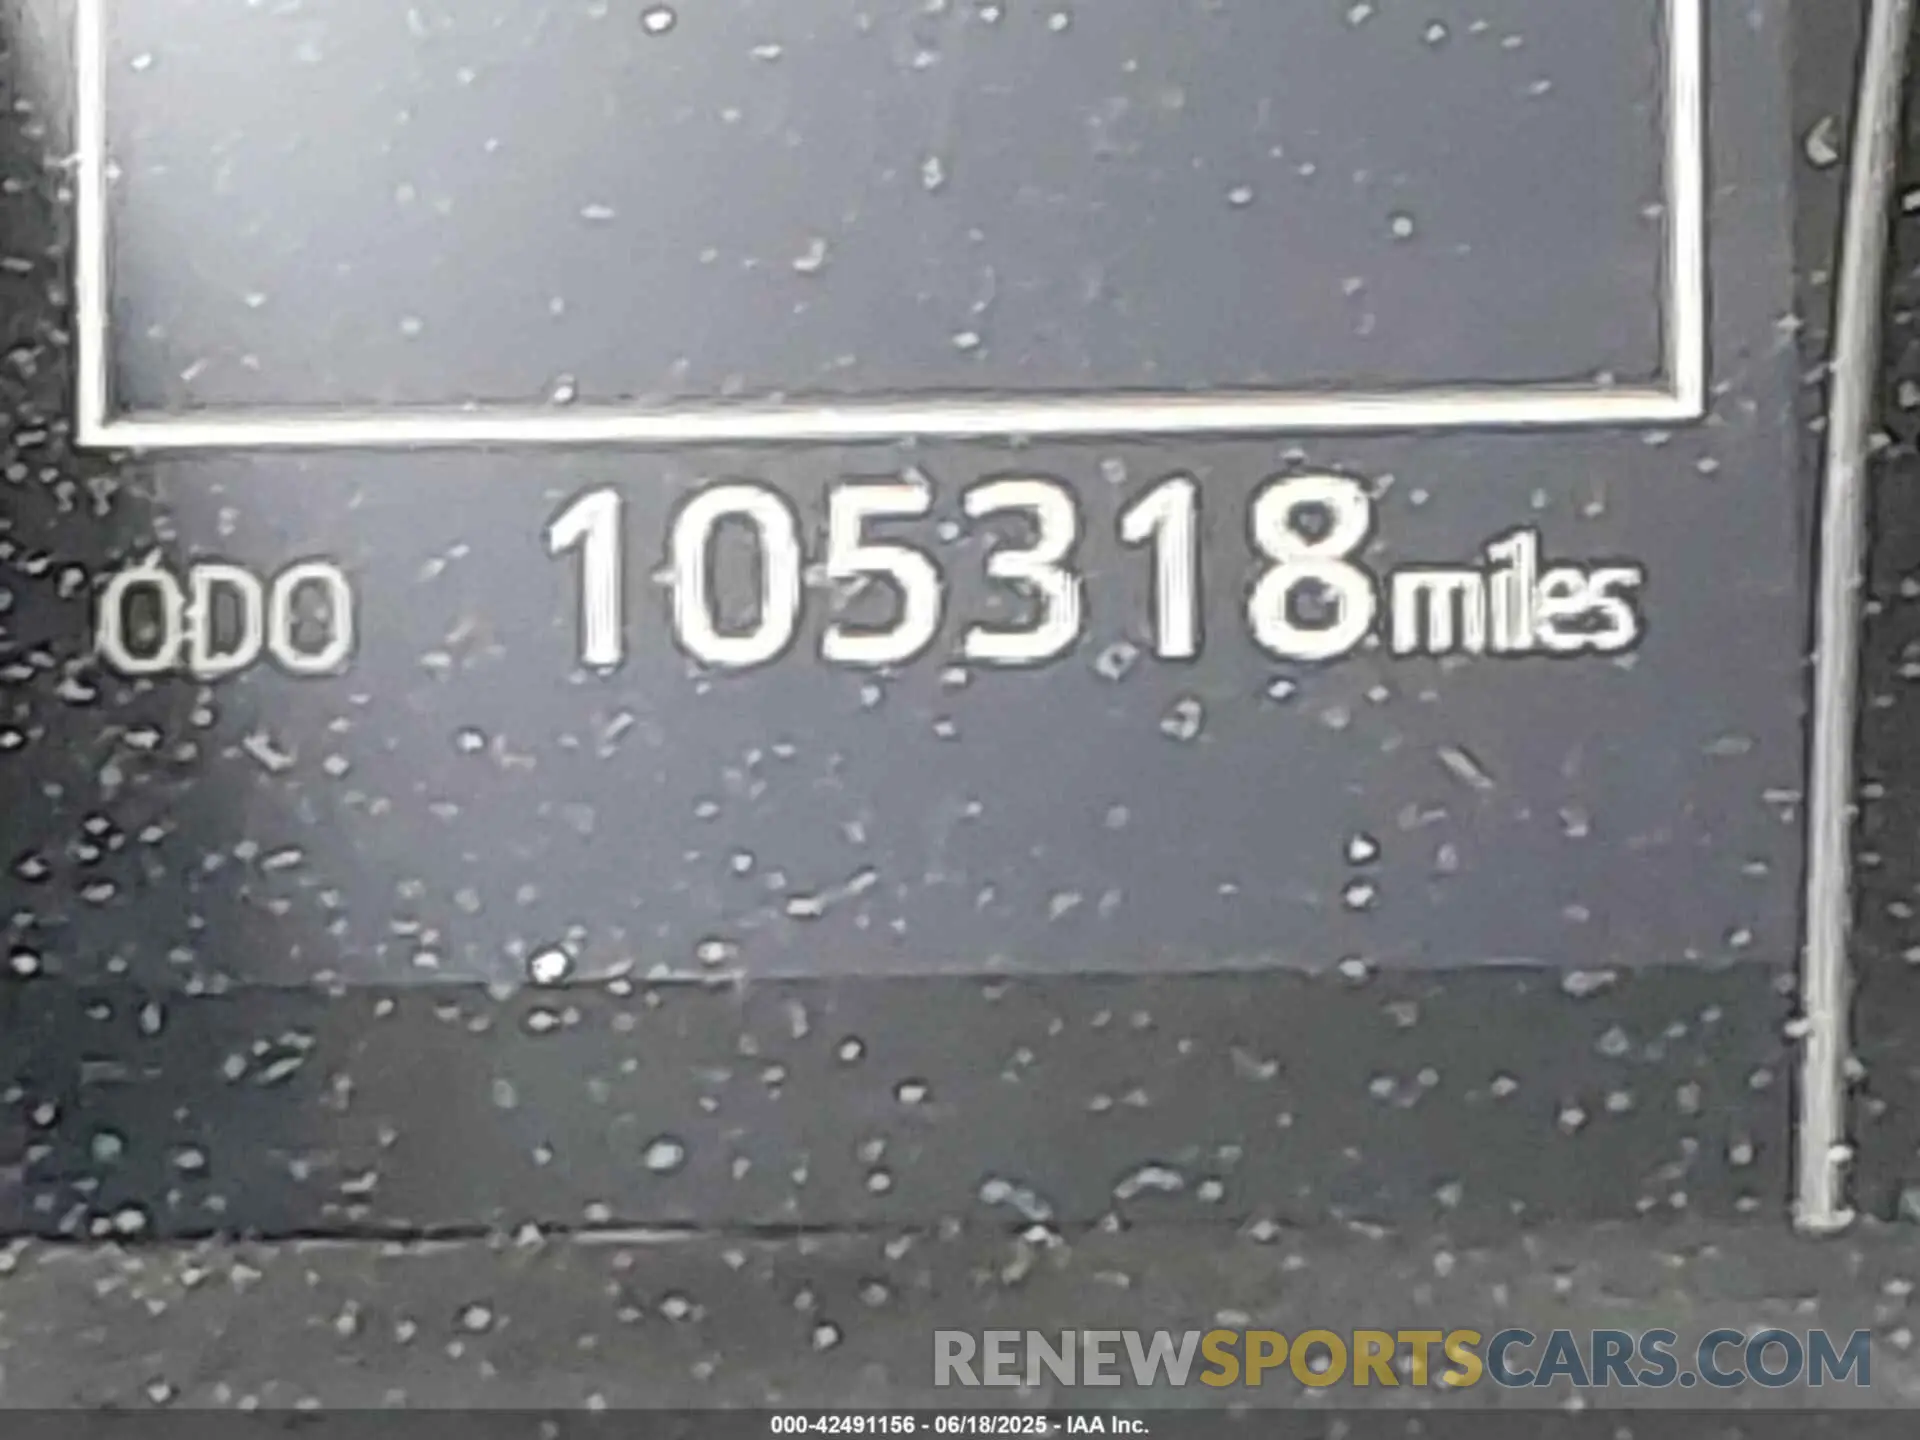 ODO 105318 miles
RENEWSPORTSCARS.COM
000-42491156 - 06/18/2025 - IAA Inc.